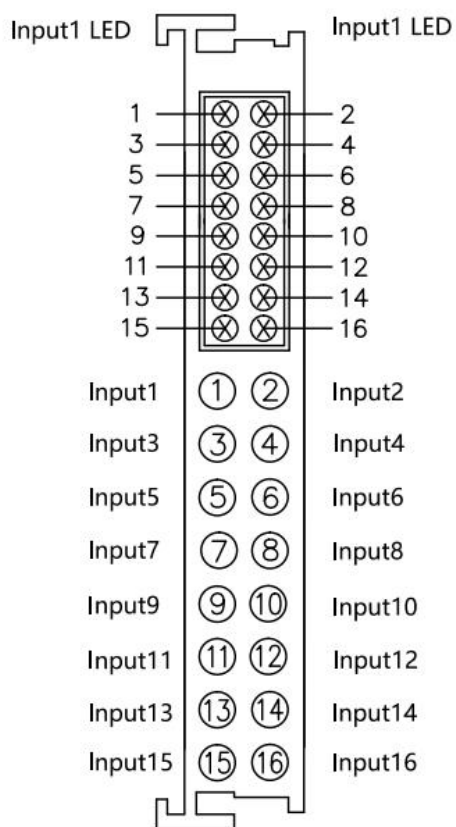 Input1 LED Input1 LED
1 2
3 4
5 6
7 8
9 10
11 12
13 14
15 16
Input1 1 2 Input2
Input3 3 4 Input4
Input5 5 6 Input6
Input7 7 8 Input8
Input9 9 10 Input10
Input11 11 12 Input12
Input13 13 14 Input14
Input15 15 16 Input16